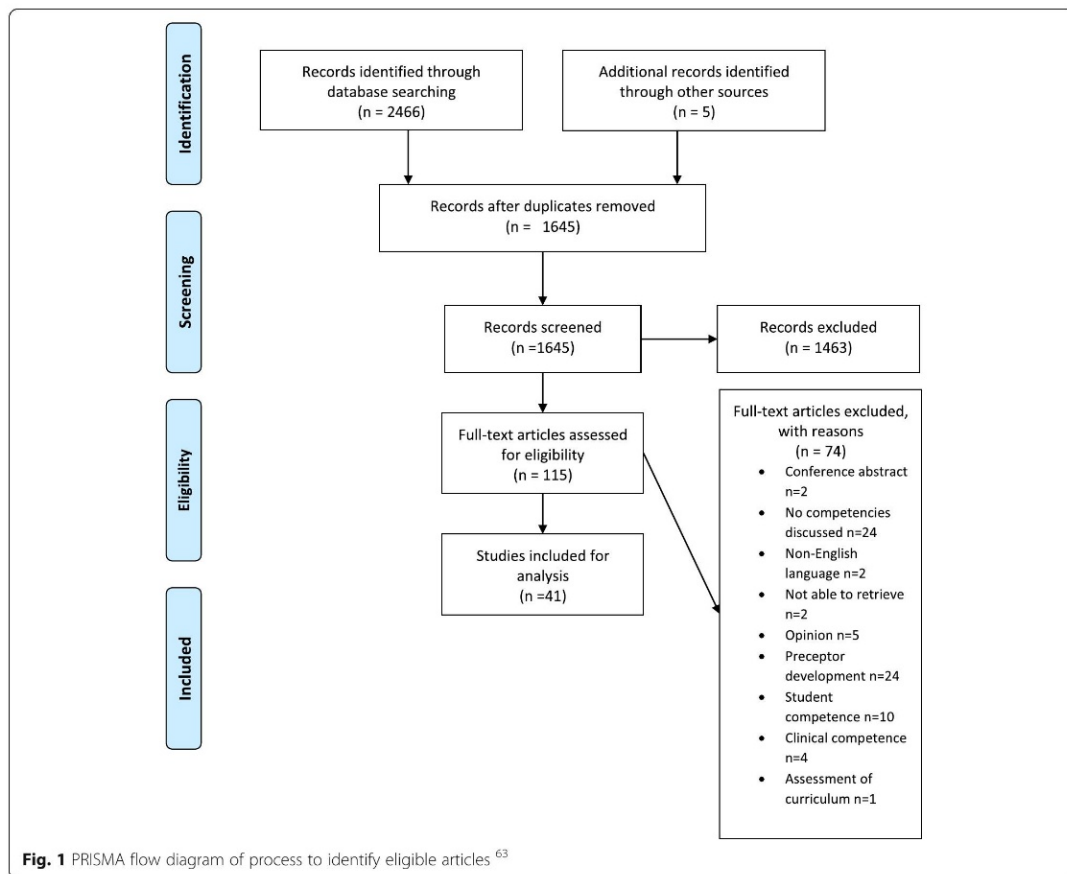 Identification
Records identified through
database searching
(n = 2466)
Additional records identified
through other sources
(n = 5)
Records after duplicates removed
(n = 1645)
Screening
Records screened
(n =1645)
Records excluded
(n = 1463)
Eligibility
Full-text articles assessed
for eligibility
(n = 115)
Full-text articles excluded,
with reasons
(n = 74)
• Conference abstract
n=2
• No competencies
discussed n=24
• Non-English
language n=2
• Not able to retrieve
n=2
• Opinion n=5
• Preceptor
development n=24
• Student
competence n=10
• Clinical competence
n=4
• Assessment of
curriculum n=1
Included
Studies included for
analysis
(n =41)
Fig. 1 PRISMA flow diagram of process to identify eligible articles 63